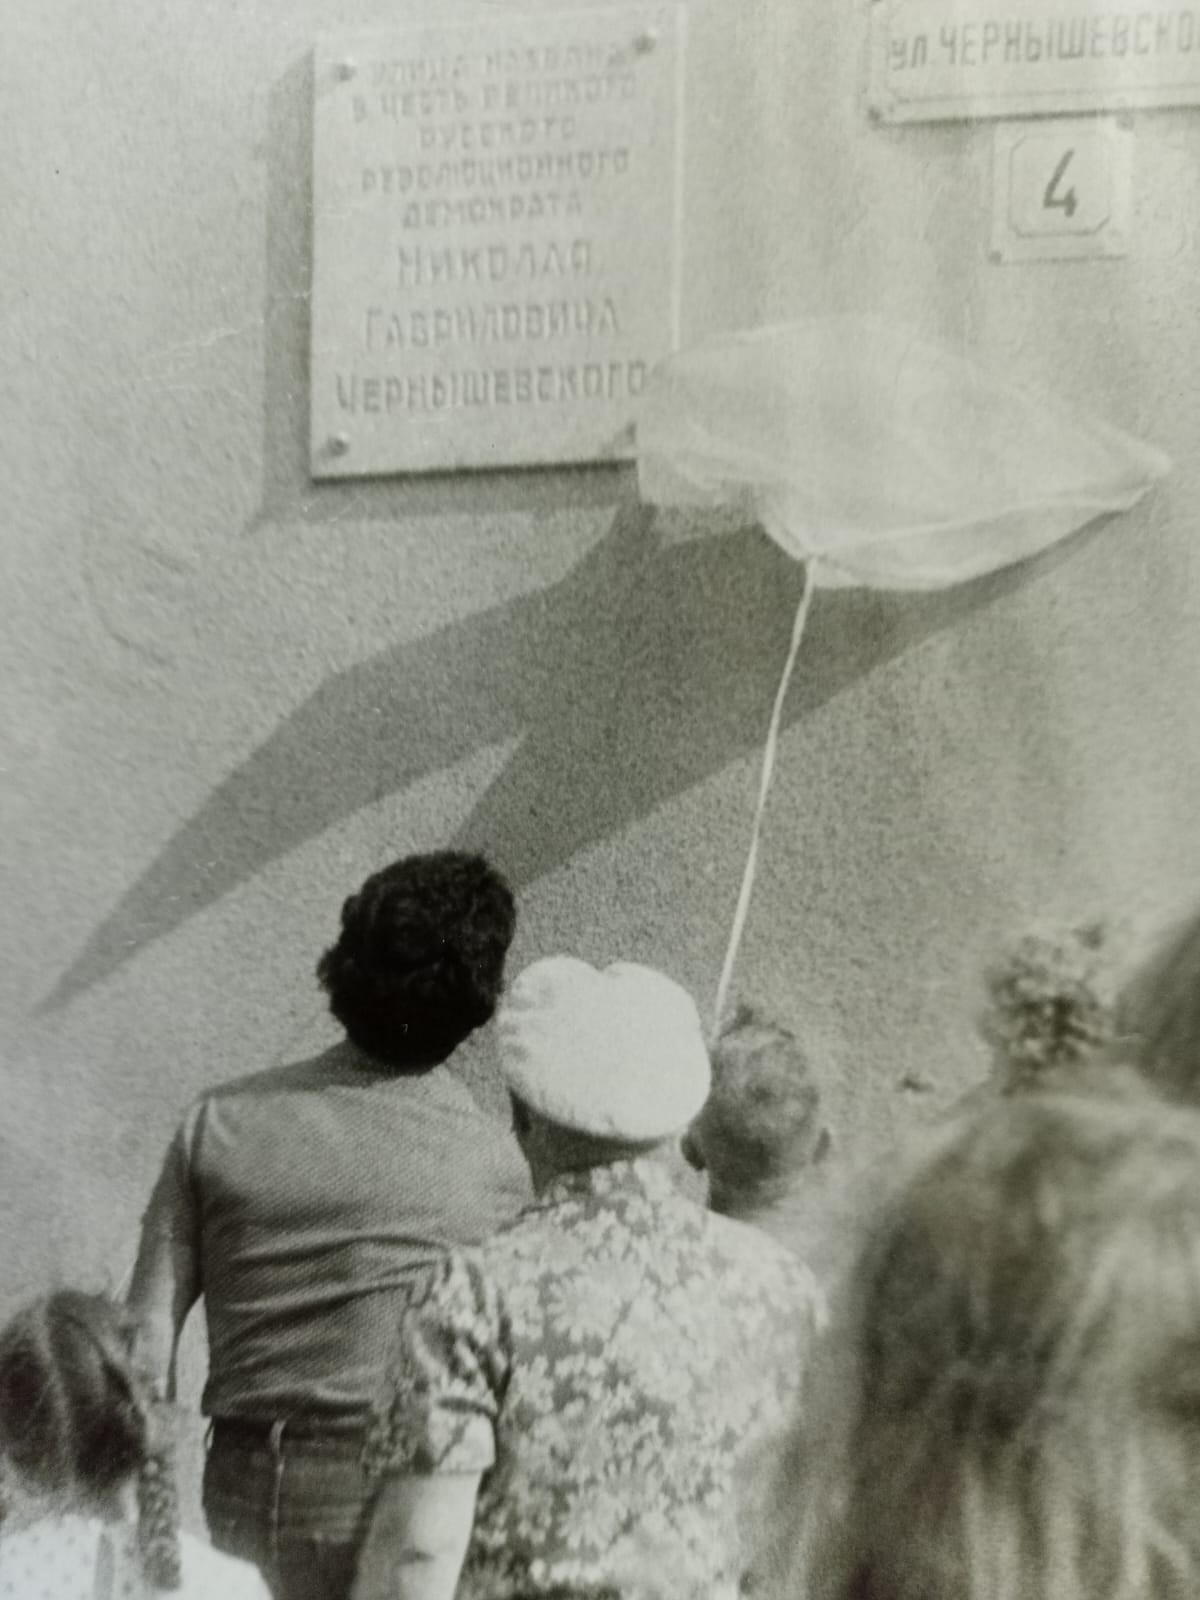 УЛИЦА НАЗВАНА
В ЧЕСТЬ ВЕЛИКОГО
РУССКОГО
РЕВОЛЮЦИОННОГО
ДЕМОКРАТА
НИКОЛАЯ
ГАВРИЛОВИЧА
ЧЕРНЫШЕВСКОГО
УЛ. ЧЕРНЫШЕВСКО
4